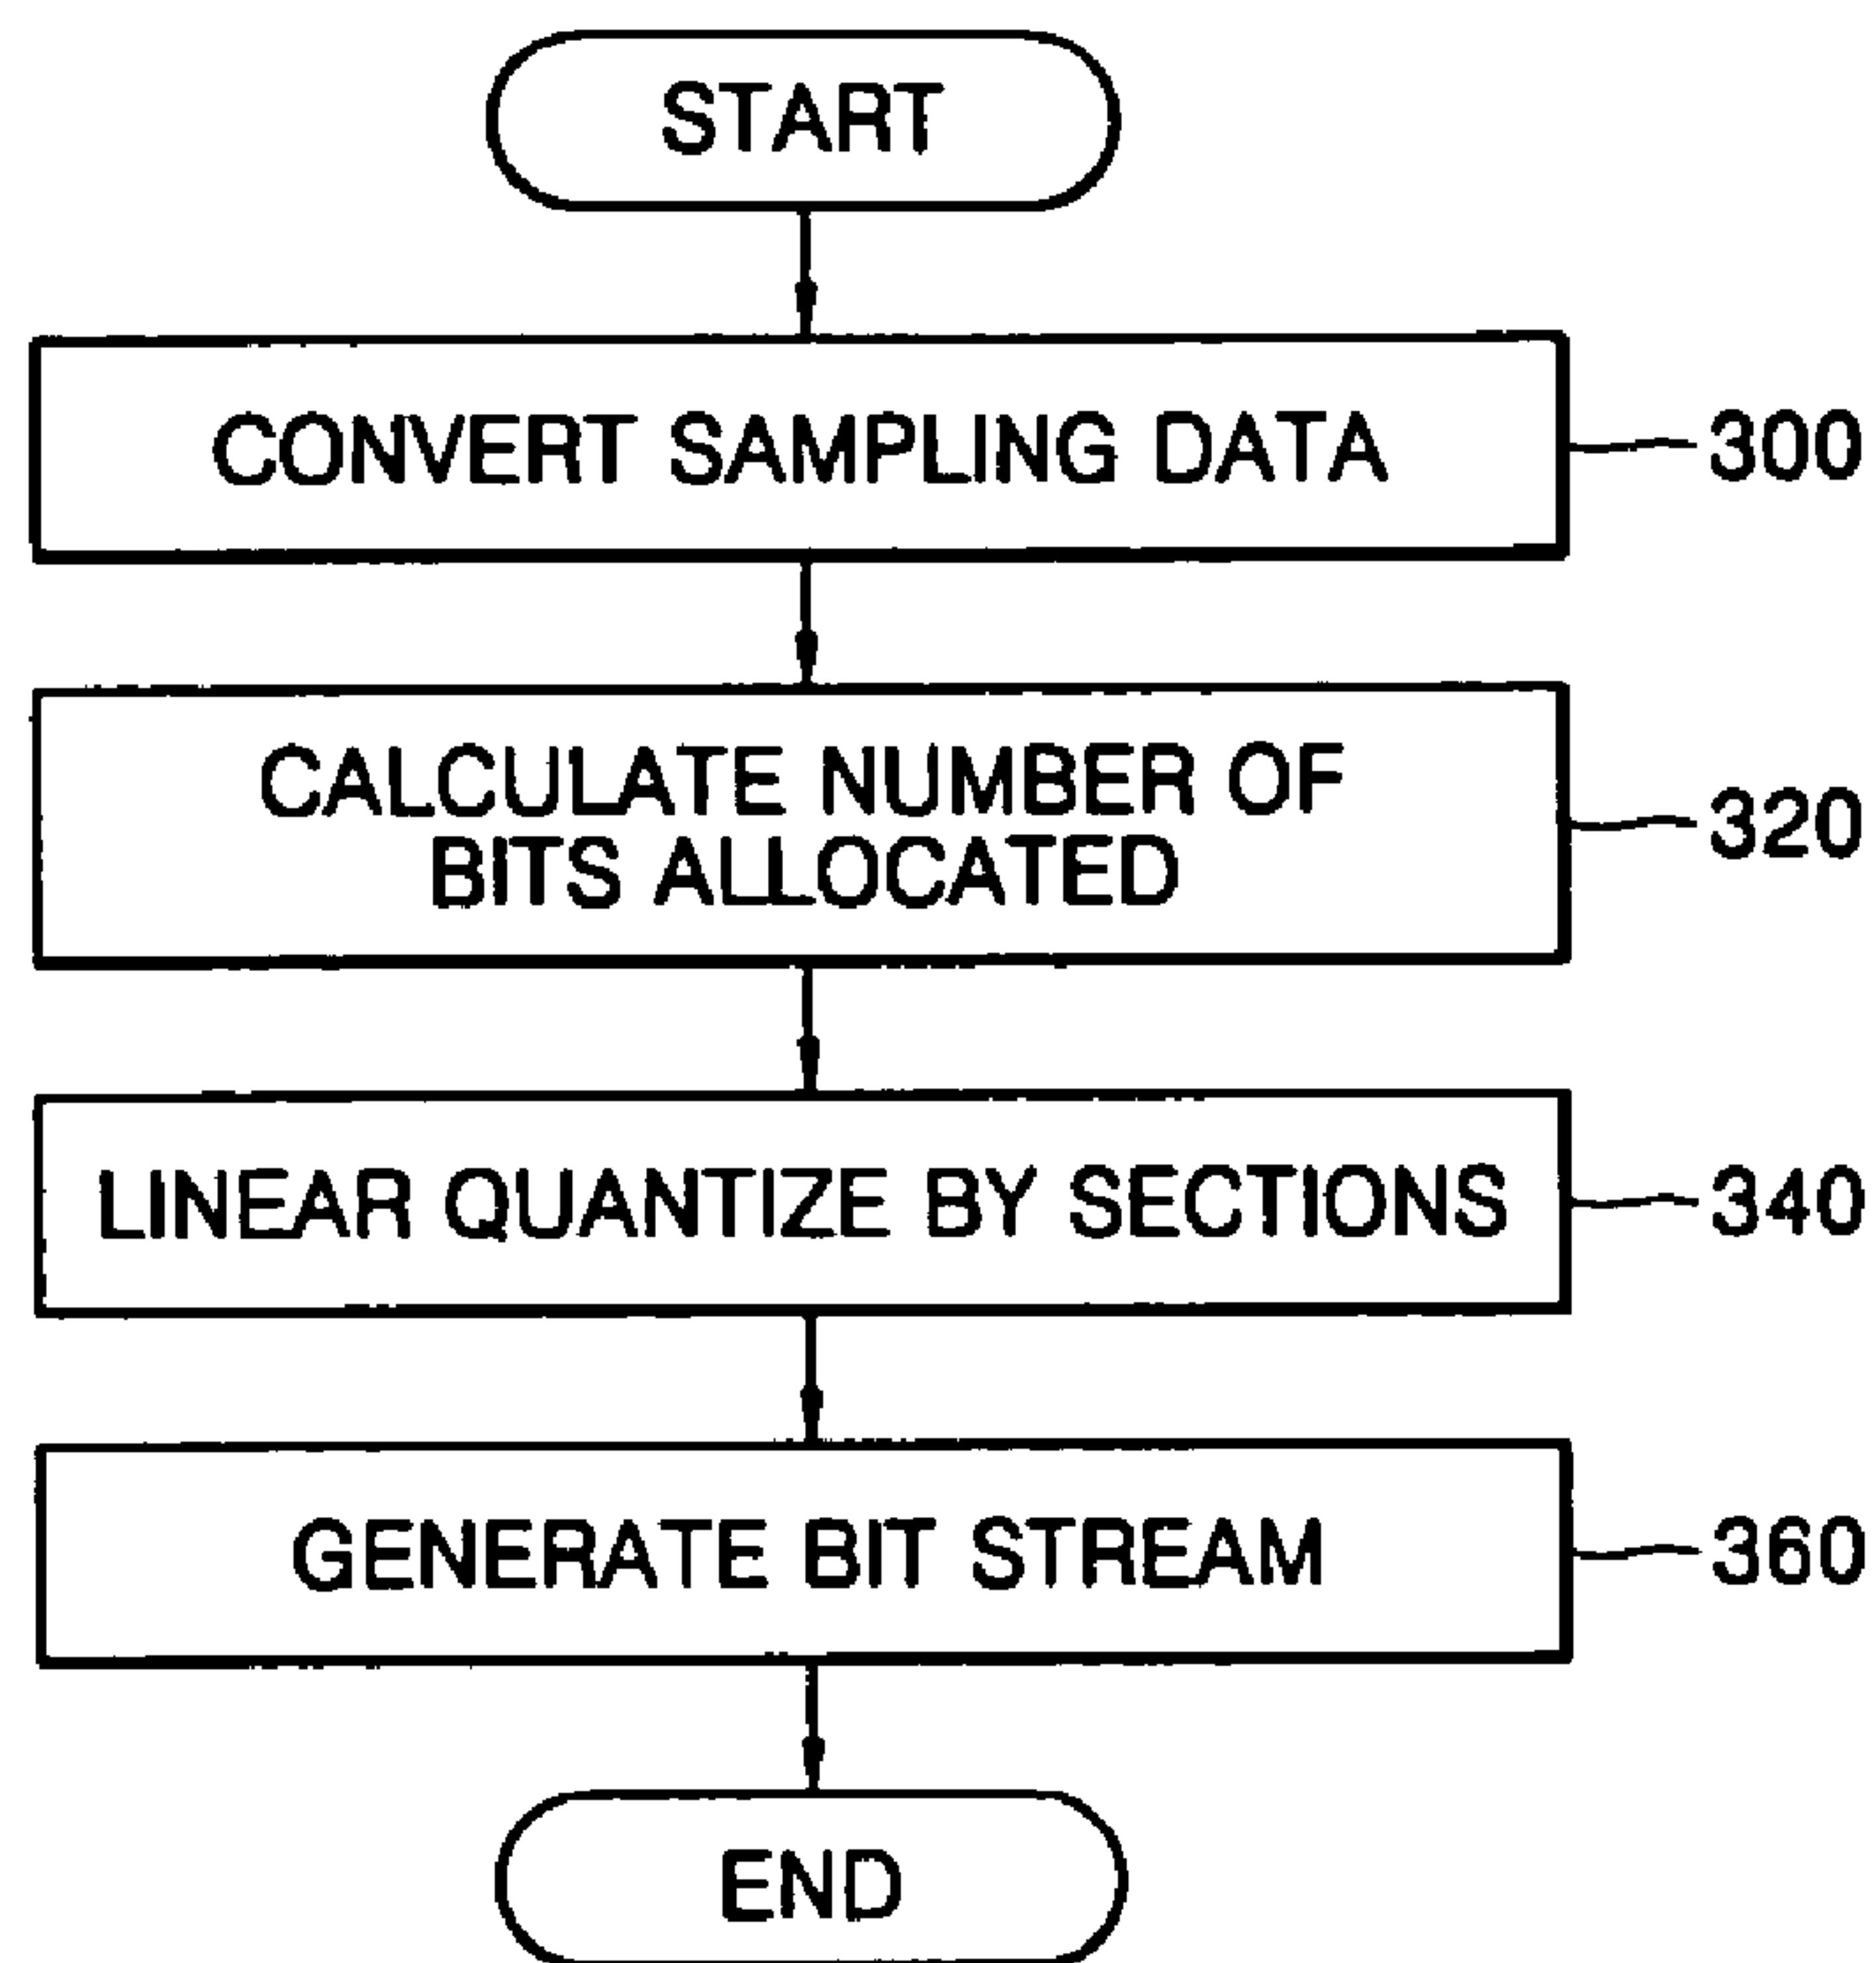 START
CONVERT SAMPLING DATA
300
CALCULATE NUMBER OF
BITS ALLOCATED
320
LINEAR QUANTIZE BY SECTIONS
340
GENERATE BIT STREAM
360
END